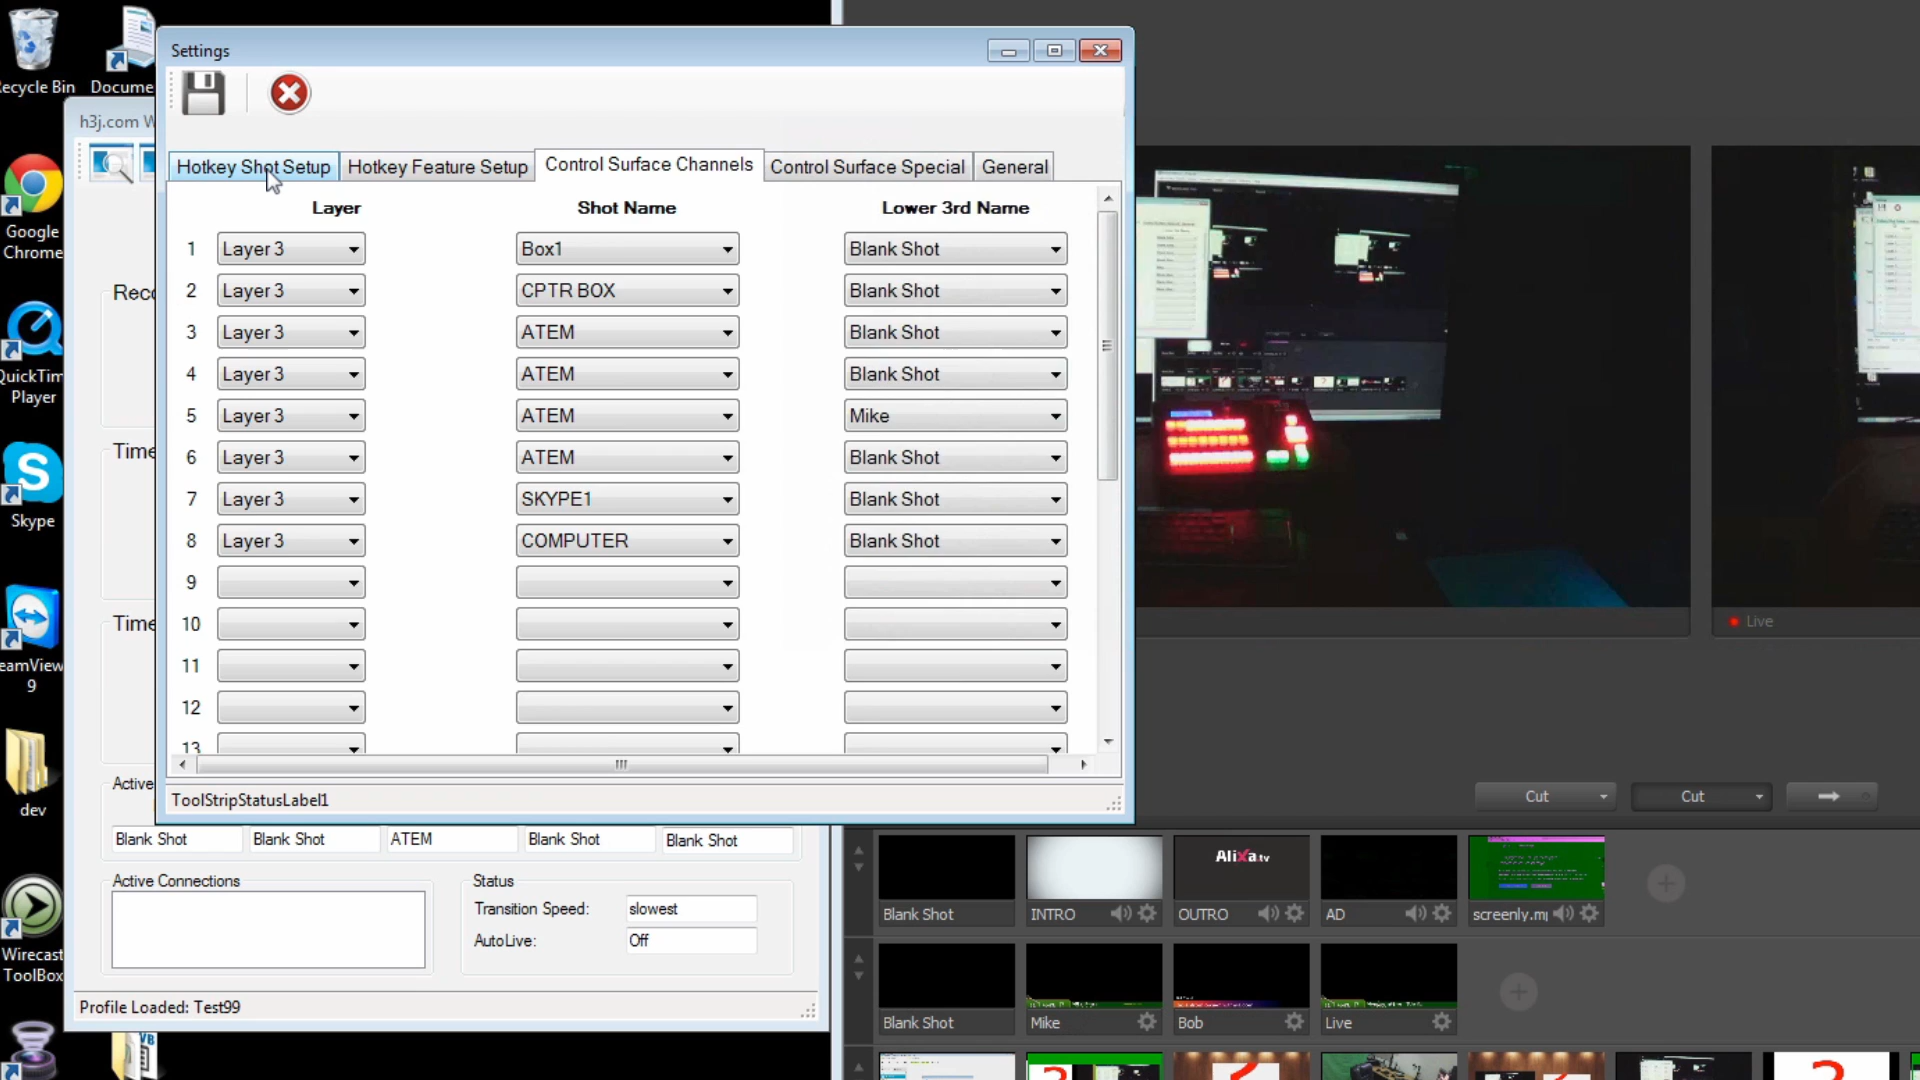 ecycle Bin
Docume
Google
Chrome
QuickTim
Player
Skype
eamView
9
dev
Wirecast
ToolBox
VB
h3j.com W
Reco
Time
Time
Active
Settings
Hotkey Shot Setup
Hotkey Feature Setup
Control Surface Channels
Control Surface Special
General
Layer Shot Name Lower 3rd Name
1 Layer 3 Box1 Blank Shot
2 Layer 3 CPTR BOX Blank Shot
3 Layer 3 ATEM Blank Shot
4 Layer 3 ATEM Blank Shot
5 Layer 3 ATEM Mike
6 Layer 3 ATEM Blank Shot
7 Layer 3 SKYPE1 Blank Shot
8 Layer 3 COMPUTER Blank Shot
9
10
11
12
13
ToolStripStatusLabel1
Blank Shot Blank Shot ATEM Blank Shot Blank Shot
Active Connections
Status
Transition Speed: slowest
AutoLive: Off
Profile Loaded: Test99
Live
Cut Cut
Alixa.tv
Blank Shot INTRO OUTRO AD screenly.m
Blank Shot Mike Bob Live